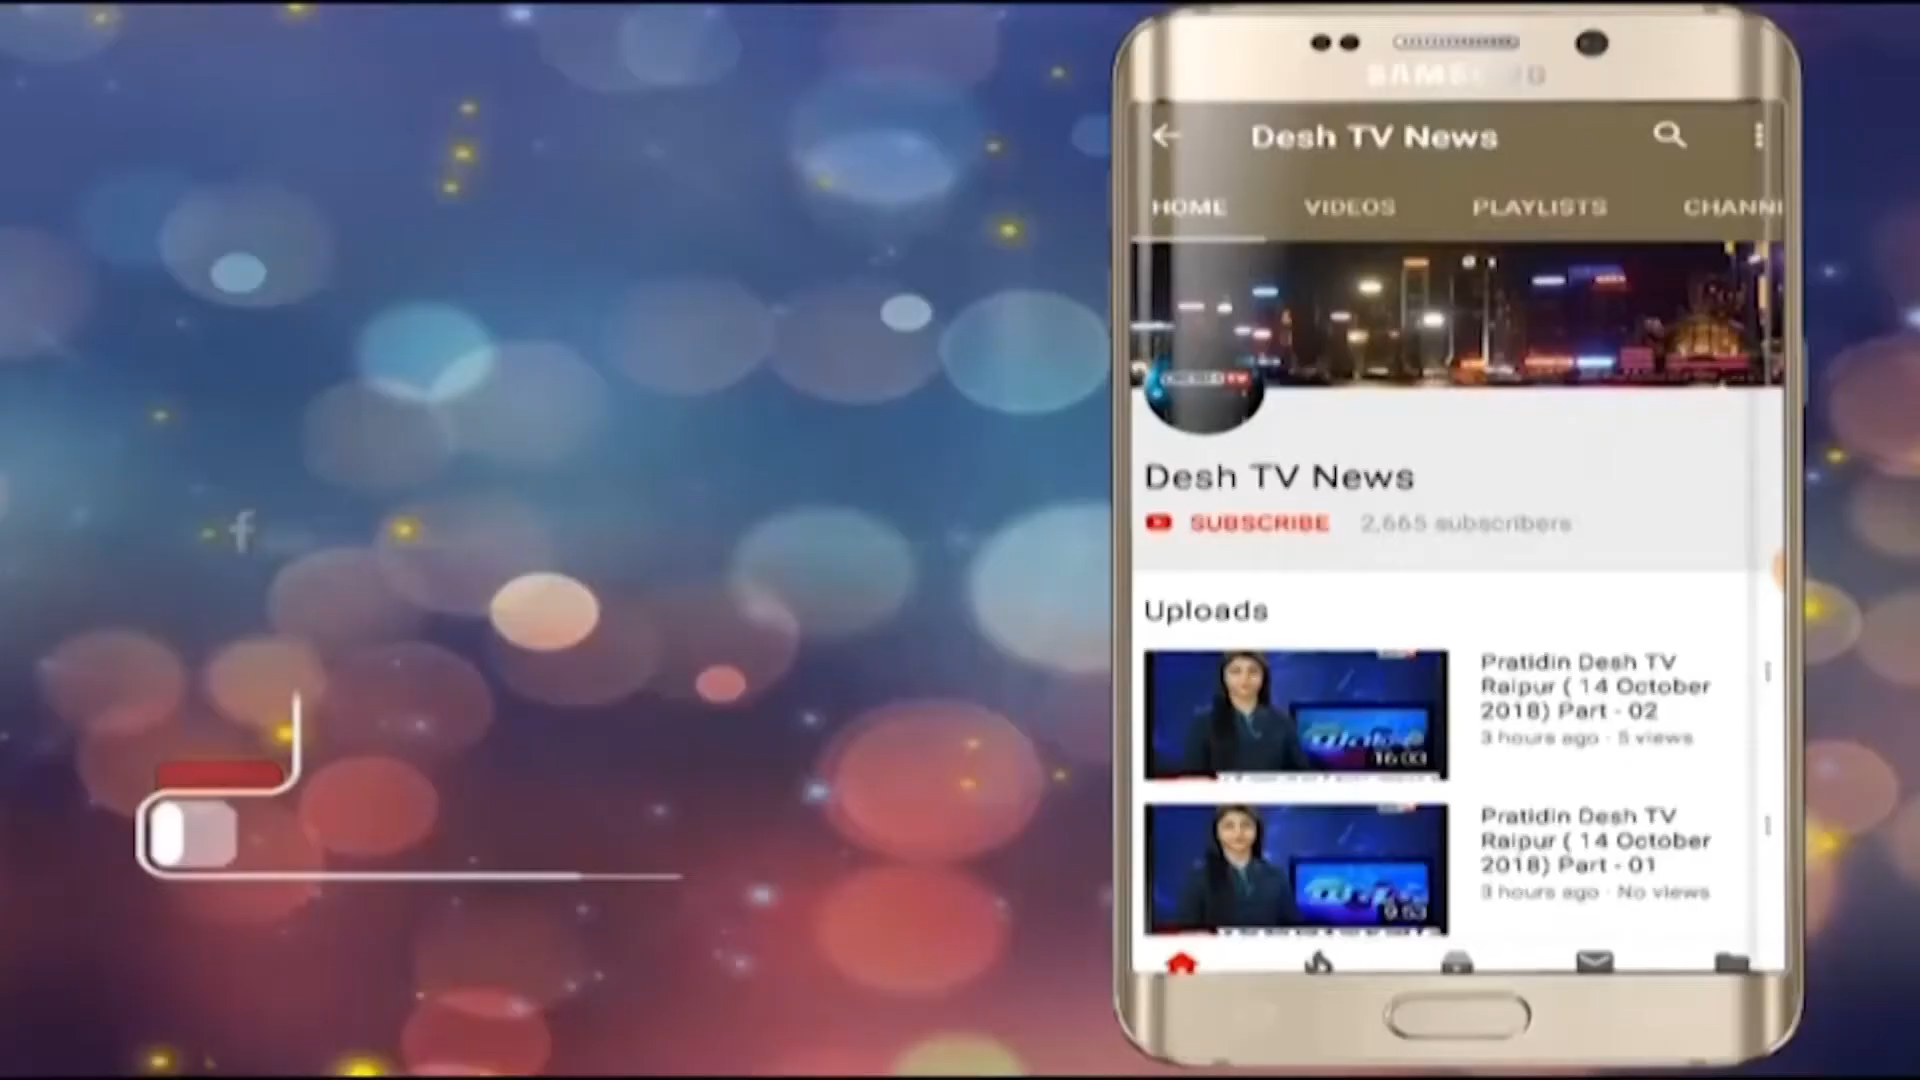 SAMSUNG
Desh TV News
HOME VIDEOS PLAYLISTS CHANN
Desh TV News
SUBSCRIBE 2,665 subscribers
Uploads
Pratidin Desh TV
Raipur ( 14 October
2018) Part - 02
3 hours ago · 5 views
16:03
Pratidin Desh TV
Raipur ( 14 October
2018) Part - 01
3 hours ago · No views
9:53
f